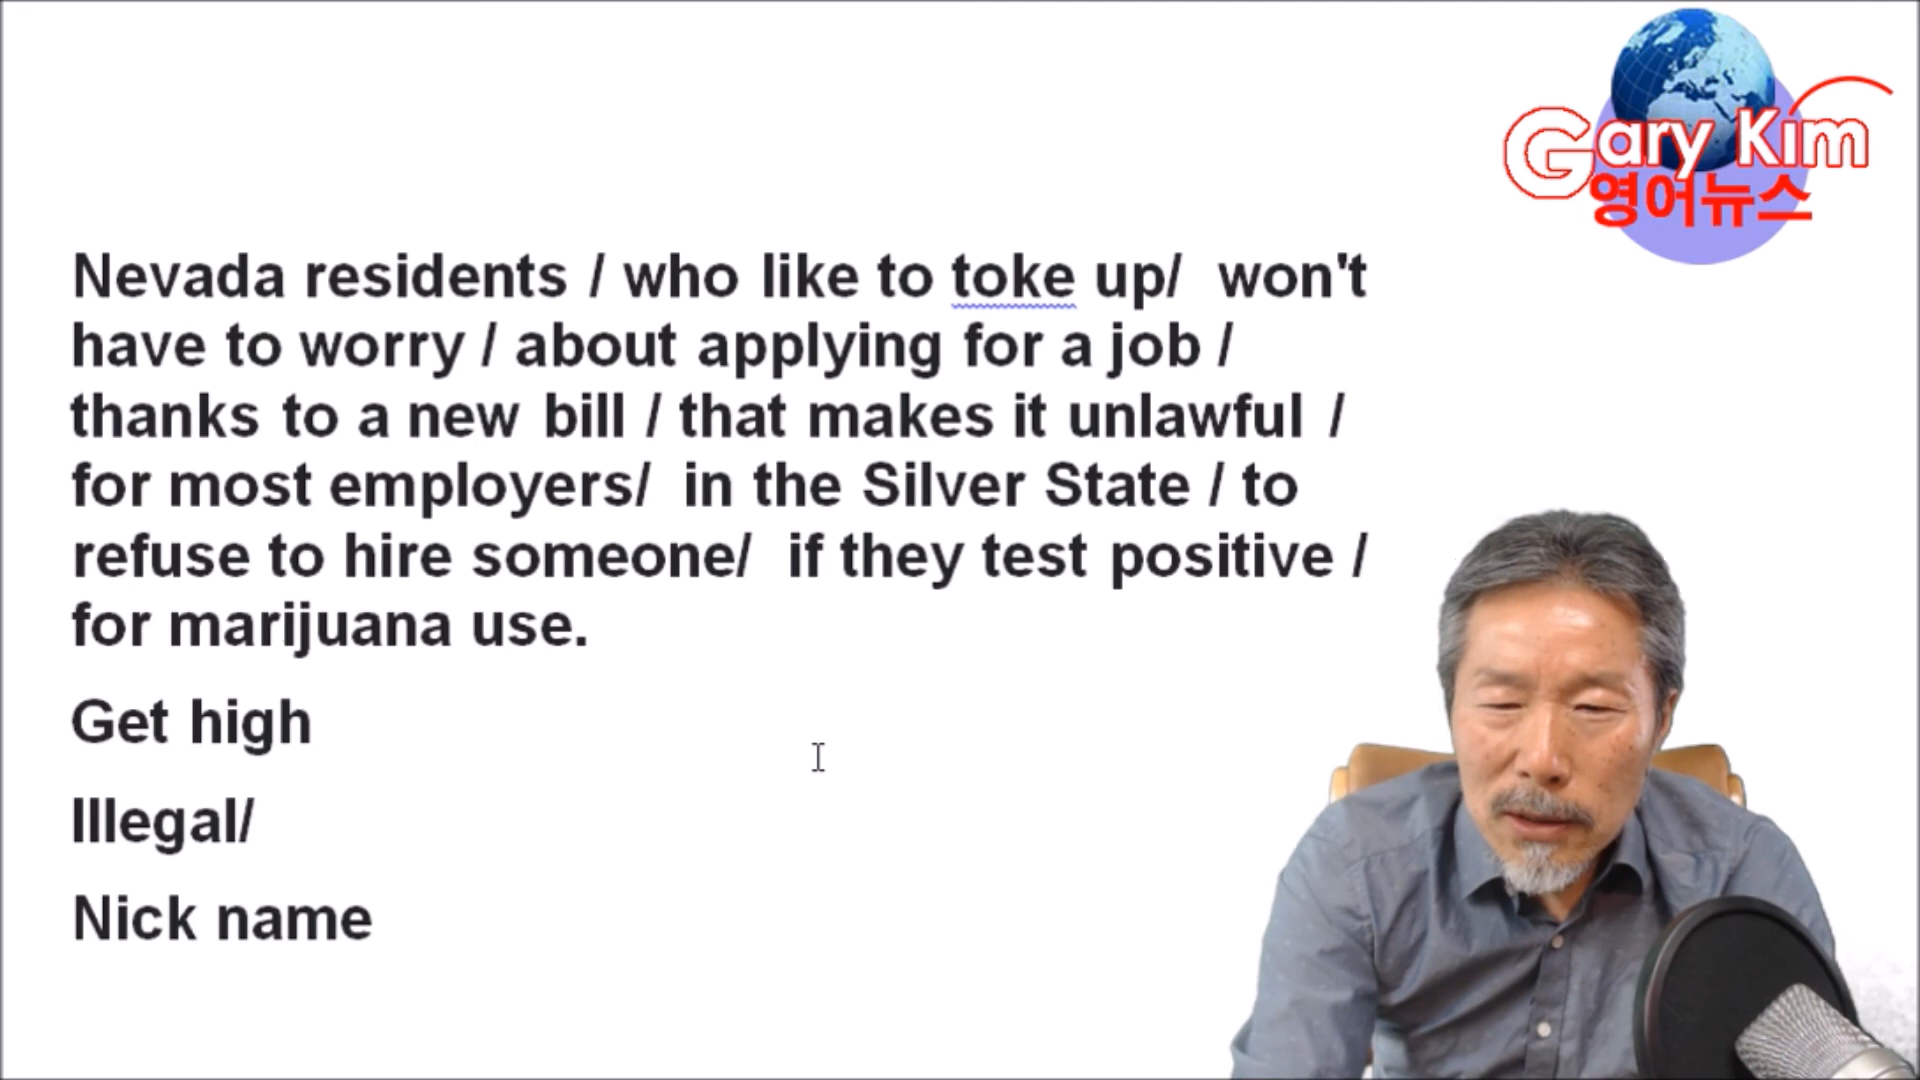 Gary Kim
영어뉴스
Nevada residents / who like to toke up/  won't
have to worry / about applying for a job /
thanks to a new bill / that makes it unlawful  /
for most employers/  in the Silver State / to
refuse to hire someone/  if they test positive /
for marijuana use.
Get high
Illegal/
Nick name